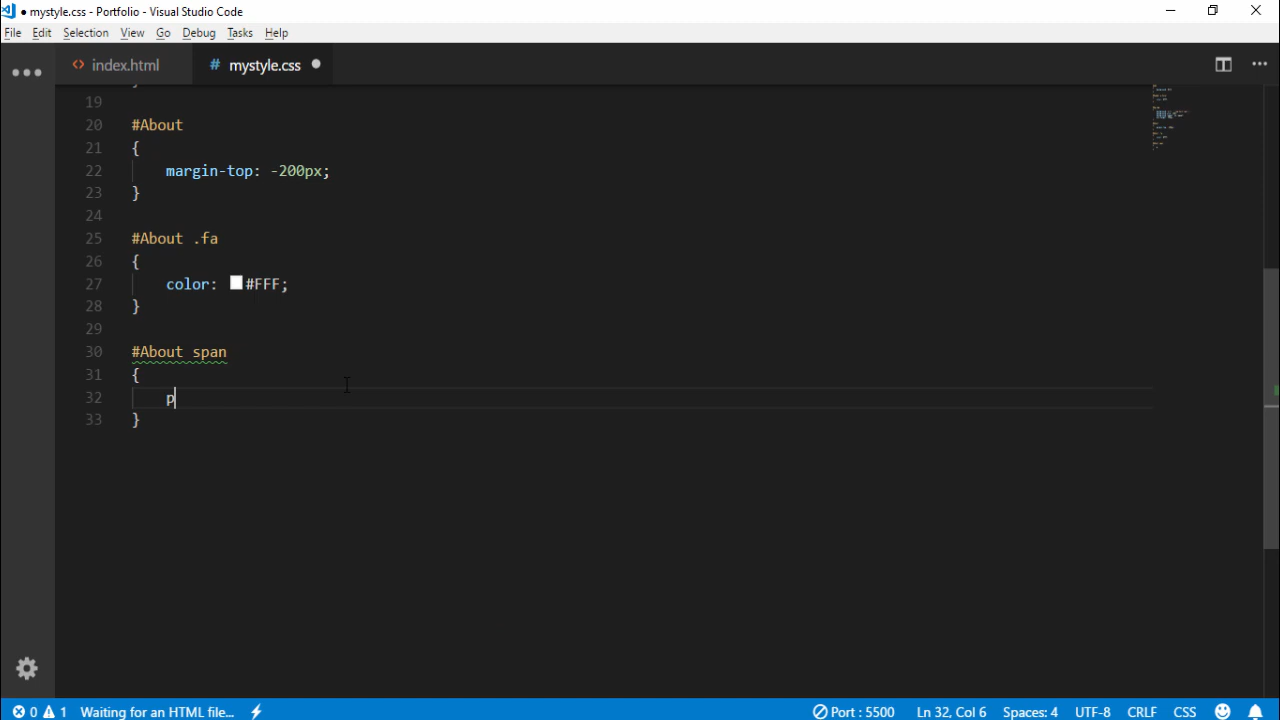 ● mystyle.css - Portfolio - Visual Studio Code
File Edit Selection View Go Debug Tasks Help
<> index.html # mystyle.css ●
19
20 #About
21 {
22 margin-top: -200px;
23 }
24
25 #About .fa
26 {
27 color: #FFF;
28 }
29
30 #About span
31 {
32 p
33 }
0 1 Waiting for an HTML file... Port : 5500 Ln 32, Col 6 Spaces: 4 UTF-8 CRLF CSS